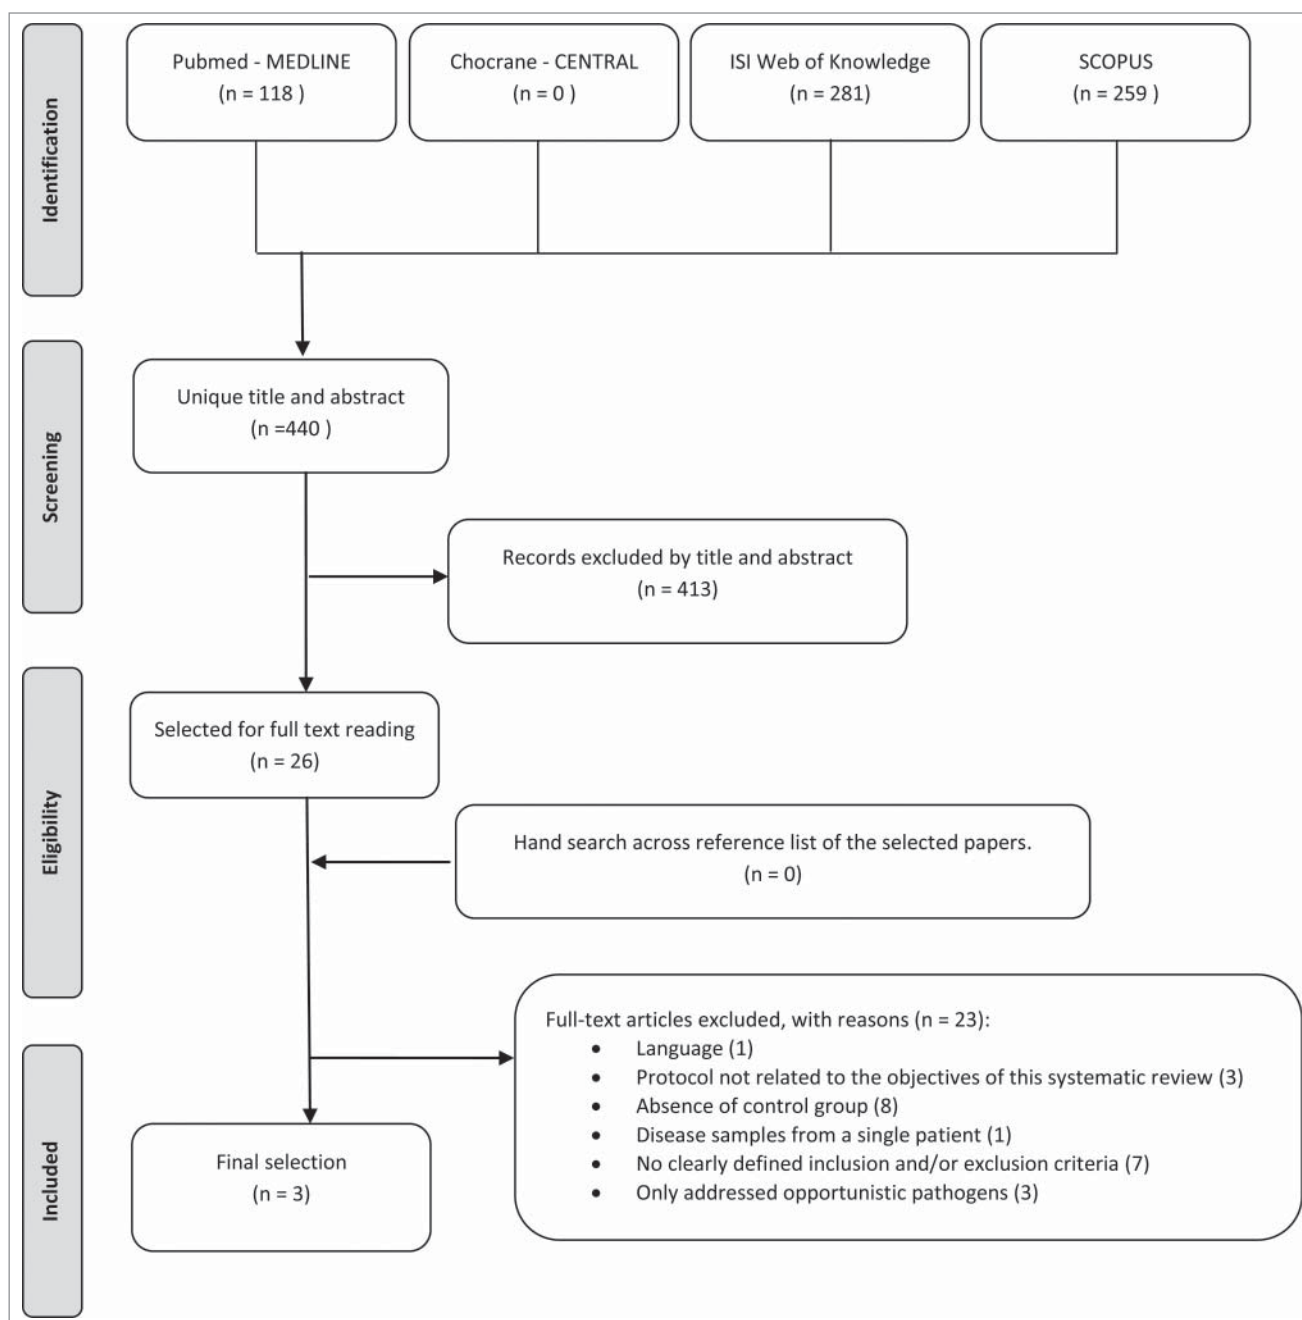 Identification
Pubmed - MEDLINE
(n = 118 )
Chocrane - CENTRAL
(n = 0 )
ISI Web of Knowledge
(n = 281)
SCOPUS
(n = 259 )
Screening
Unique title and abstract
(n =440 )
Records excluded by title and abstract
(n = 413)
Eligibility
Selected for full text reading
(n = 26)
Hand search across reference list of the selected papers.
(n = 0)
Included
Full-text articles excluded, with reasons (n = 23):
• Language (1)
• Protocol not related to the objectives of this systematic review (3)
• Absence of control group (8)
• Disease samples from a single patient (1)
• No clearly defined inclusion and/or exclusion criteria (7)
• Only addressed opportunistic pathogens (3)
Final selection
(n = 3)